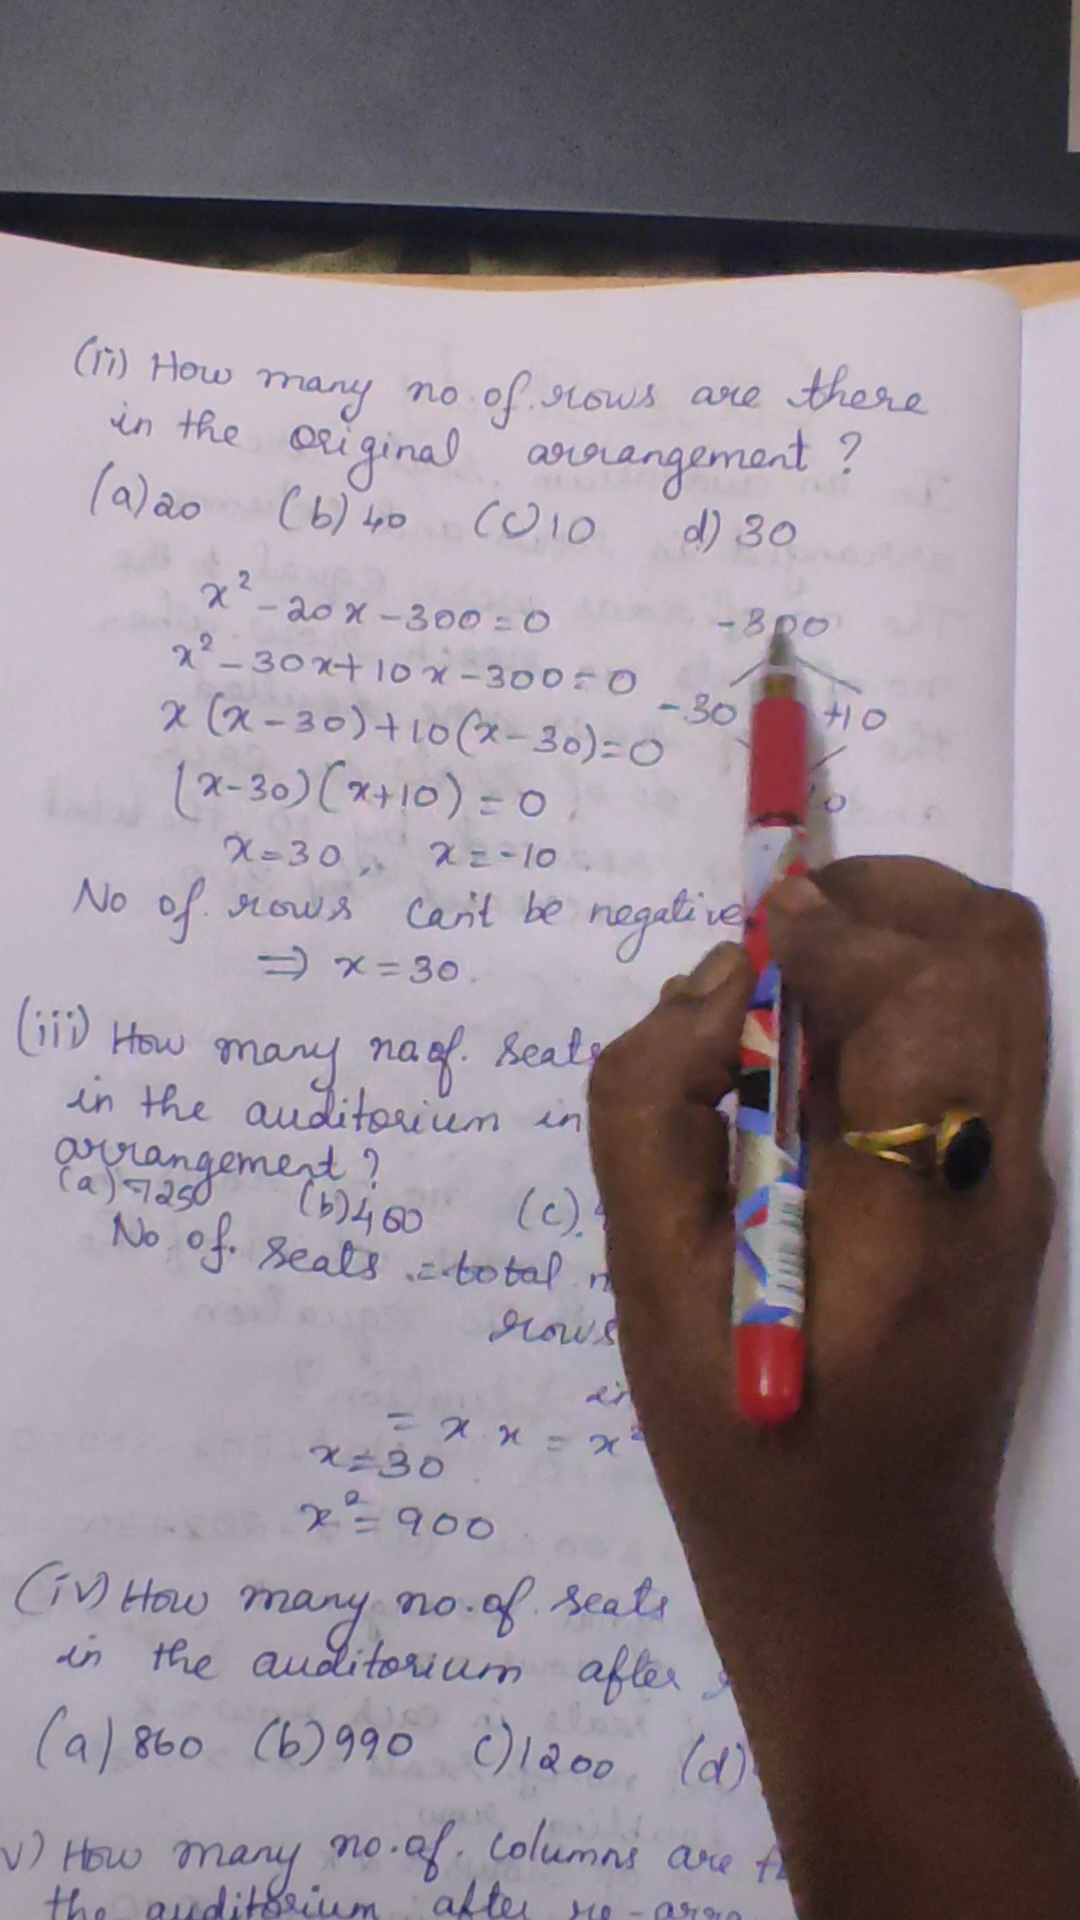 (ii) How many no.of.rows are there
in the original arrangement?
(a)20 (b)40 (c)10 d)30
x²-20x-300=0
x²-30x+10x-300=0
x(x-30)+10(x-30)=0
(x-30)(x+10)=0
x=30, x=-10
-300
-30 +10
No of. rows can't be negative
⇒ x=30.
(iii) How many no of. seats
in the auditorium in
arrangement?
(a) 725 (b)460 (c).
No of. seats = total
rows
in
= x x = x²
x=30
x²=900
(iv) How many no.of. seats
in the auditorium after
(a) 860 (b)990 c)1200 (d)
v) How many no.of. columns are
the auditorium after re-arra